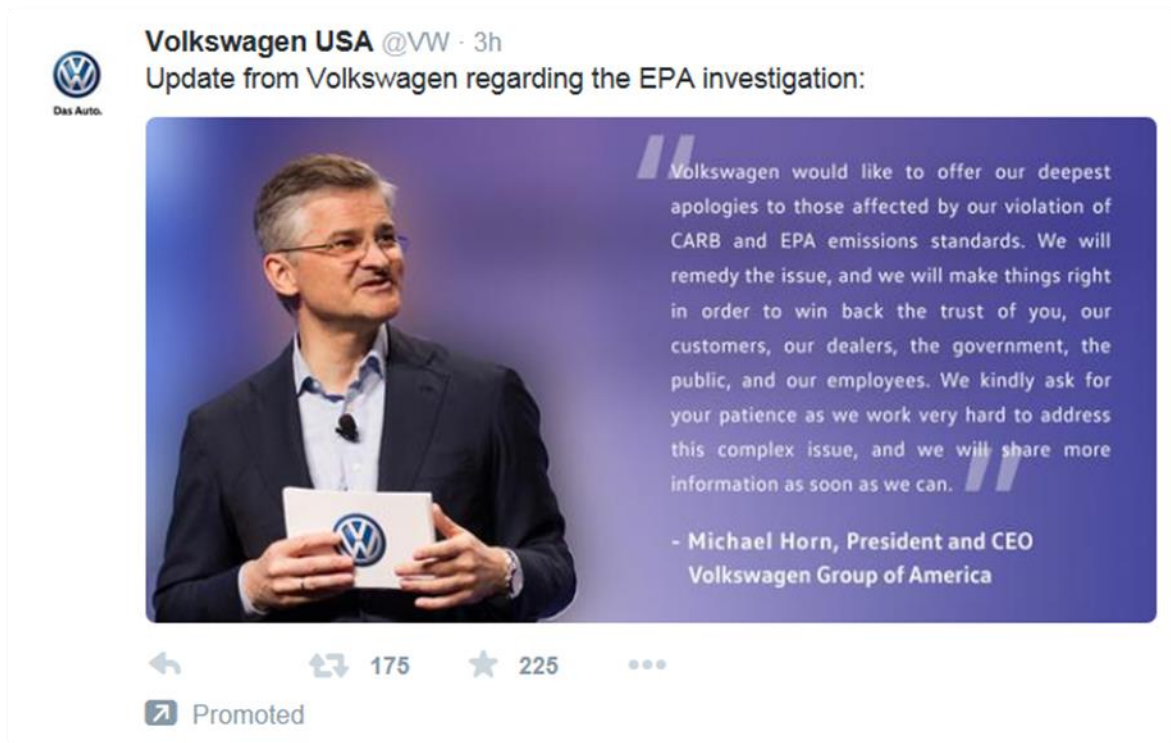 Volkswagen USA @VW · 3h
Update from Volkswagen regarding the EPA investigation:
Das Auto.
"Volkswagen would like to offer our deepest
apologies to those affected by our violation of
CARB and EPA emissions standards. We will
remedy the issue, and we will make things right
in order to win back the trust of you, our
customers, our dealers, the government, the
public, and our employees. We kindly ask for
your patience as we work very hard to address
this complex issue, and we will share more
information as soon as we can."
- Michael Horn, President and CEO
Volkswagen Group of America
VW
175 225
Promoted